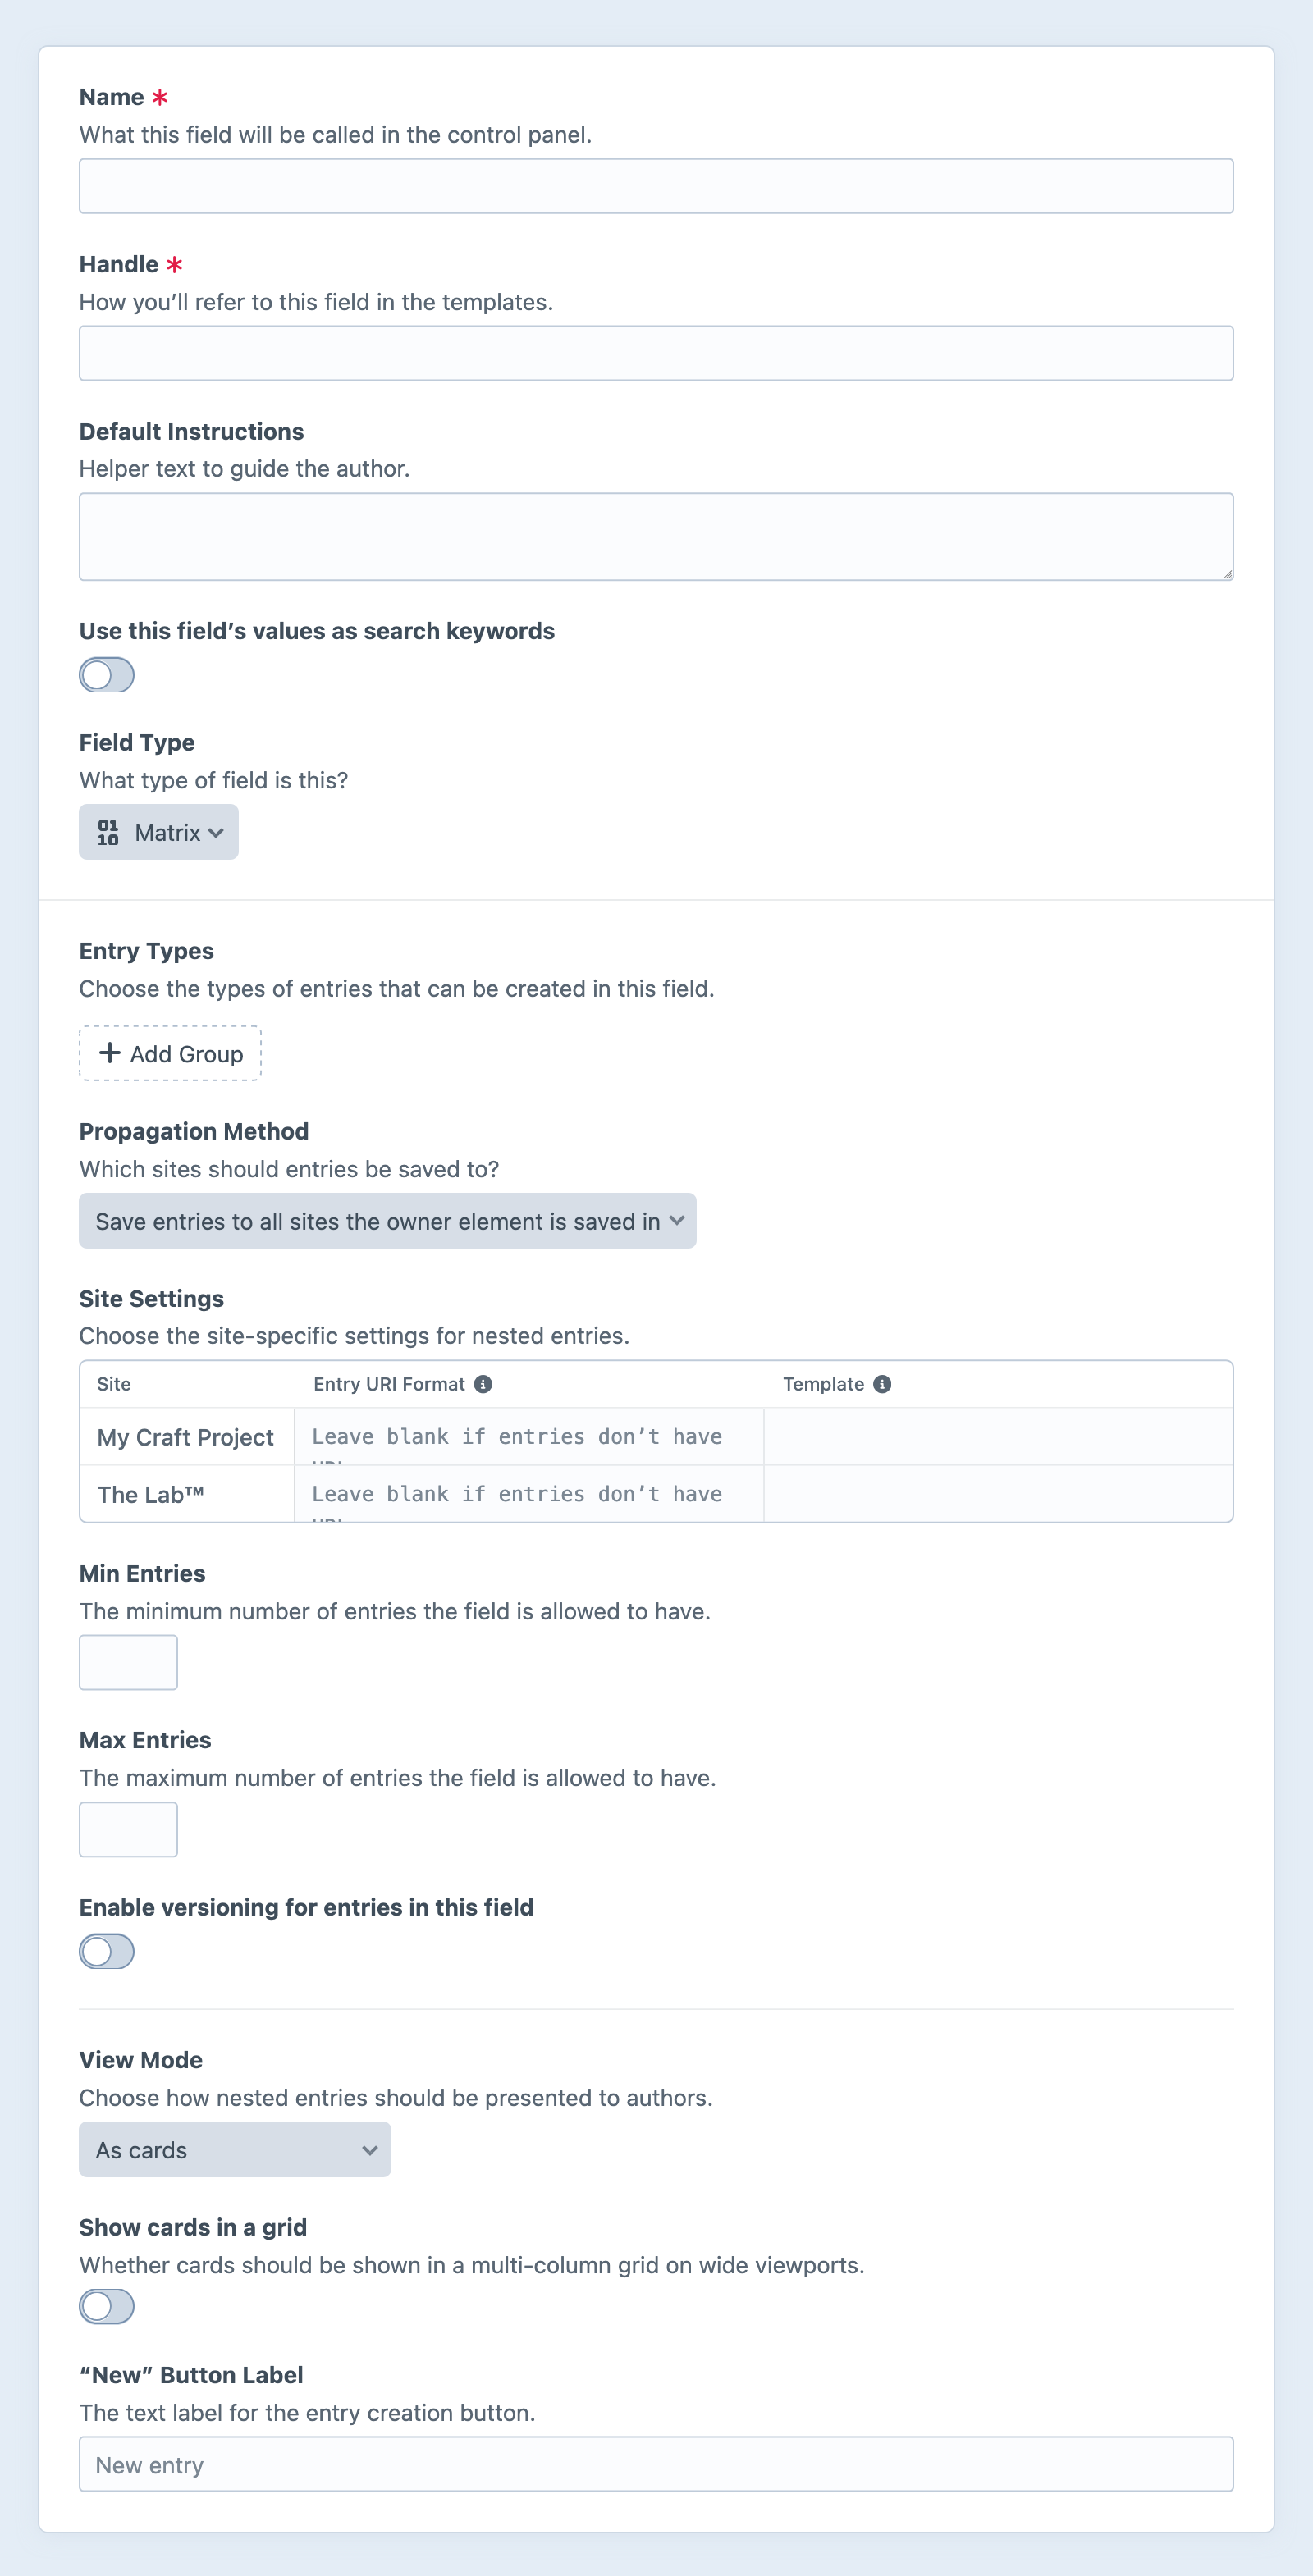 Name *
What this field will be called in the control panel.
Handle *
How you’ll refer to this field in the templates.
Default Instructions
Helper text to guide the author.
Use this field’s values as search keywords
Field Type
What type of field is this?
Matrix
Entry Types
Choose the types of entries that can be created in this field.
+ Add Group
Propagation Method
Which sites should entries be saved to?
Save entries to all sites the owner element is saved in
Site Settings
Choose the site-specific settings for nested entries.
Site Entry URI Format Template
My Craft Project Leave blank if entries don’t have
The Lab™ Leave blank if entries don’t have
Min Entries
The minimum number of entries the field is allowed to have.
Max Entries
The maximum number of entries the field is allowed to have.
Enable versioning for entries in this field
View Mode
Choose how nested entries should be presented to authors.
As cards
Show cards in a grid
Whether cards should be shown in a multi-column grid on wide viewports.
“New” Button Label
The text label for the entry creation button.
New entry